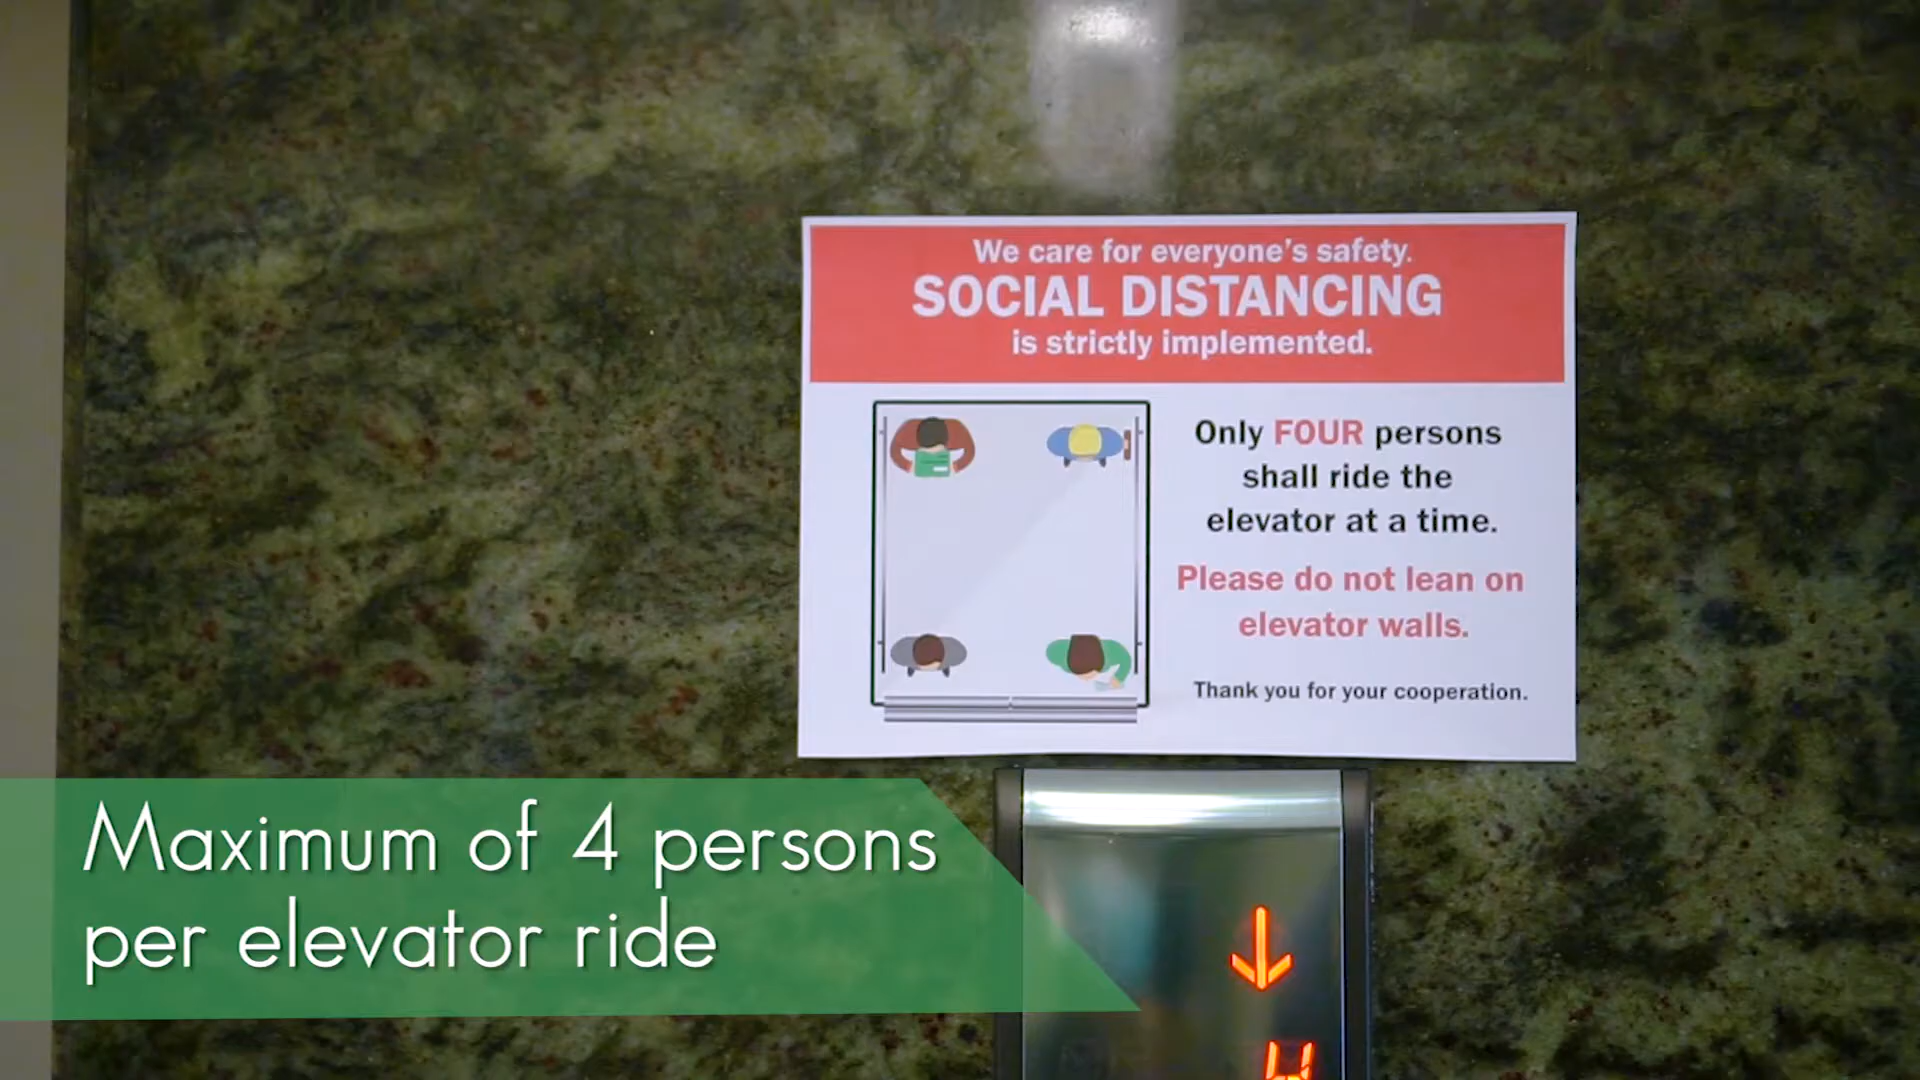 We care for everyone's safety.
SOCIAL DISTANCING
is strictly implemented.
Only FOUR persons
shall ride the
elevator at a time.
Please do not lean on
elevator walls.
Thank you for your cooperation.
Maximum of 4 persons
per elevator ride